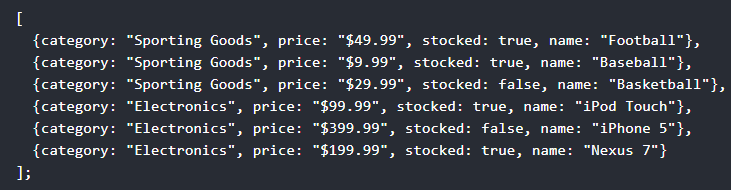 [
{category: "Sporting Goods", price: "$49.99", stocked: true, name: "Football"},
{category: "Sporting Goods", price: "$9.99", stocked: true, name: "Baseball"},
{category: "Sporting Goods", price: "$29.99", stocked: false, name: "Basketball"},
{category: "Electronics", price: "$99.99", stocked: true, name: "iPod Touch"},
{category: "Electronics", price: "$399.99", stocked: false, name: "iPhone 5"},
{category: "Electronics", price: "$199.99", stocked: true, name: "Nexus 7"}
];